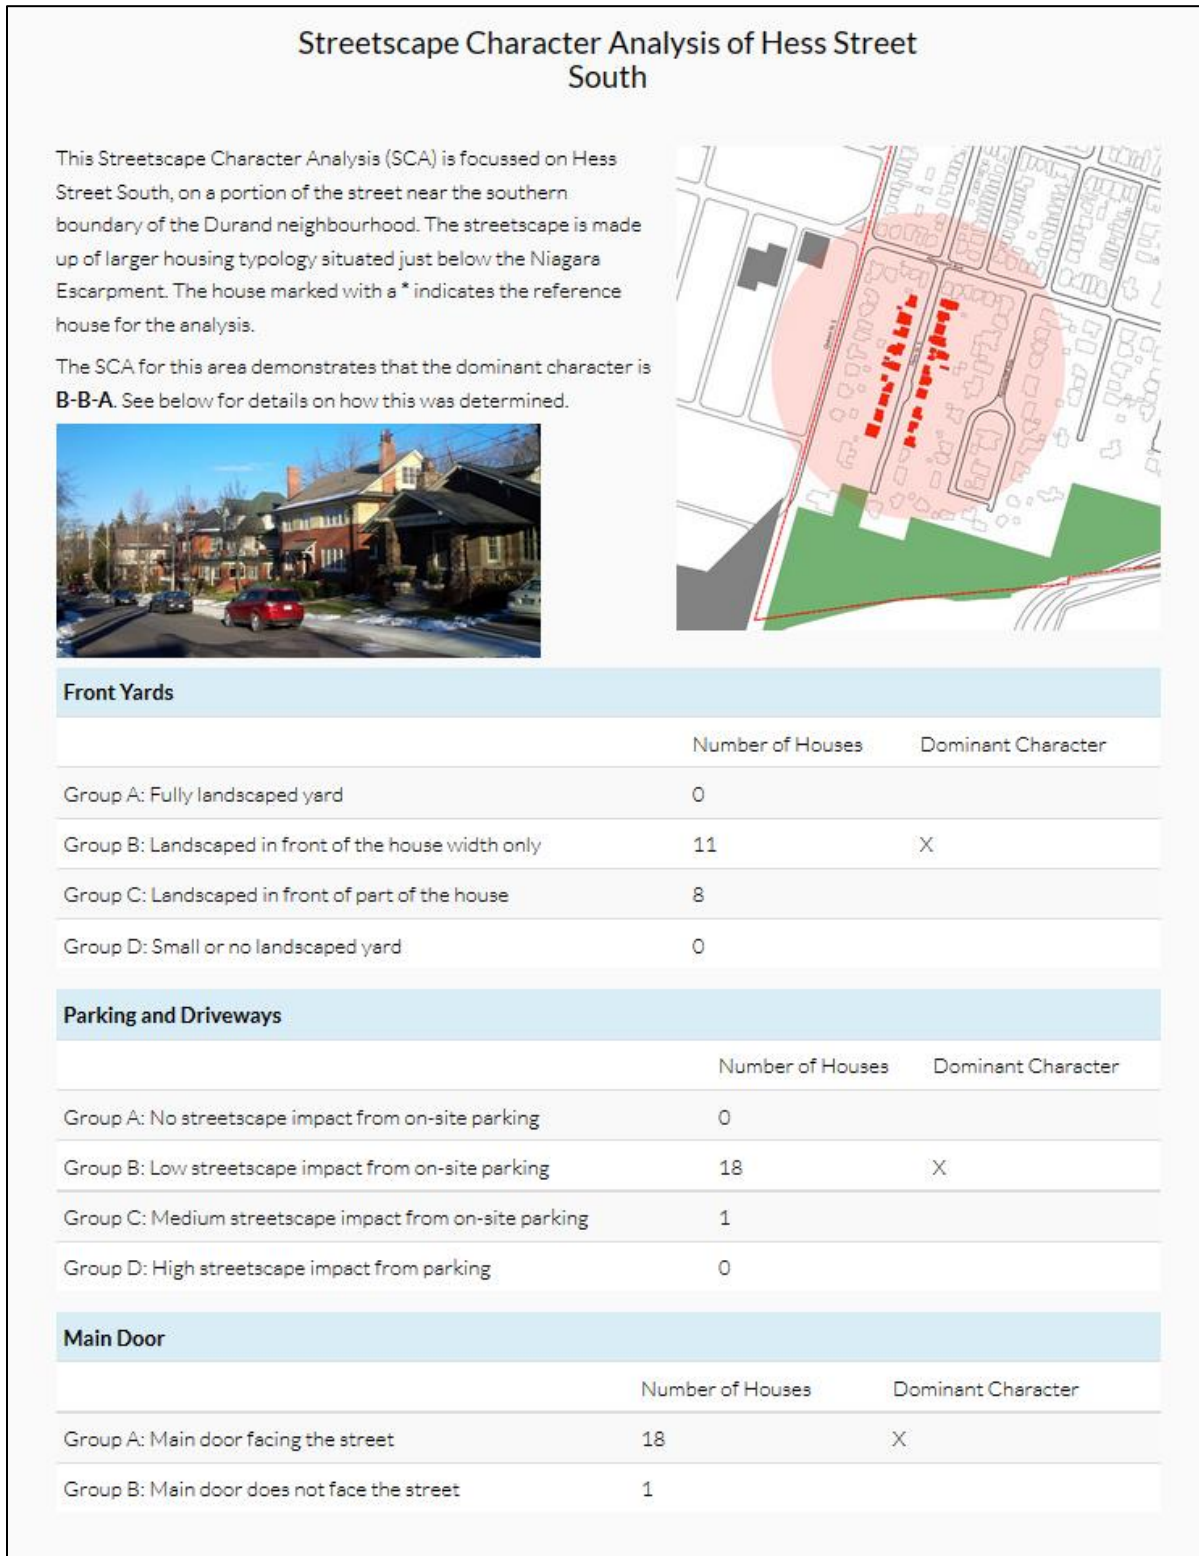 Streetscape Character Analysis of Hess Street
South
This Streetscape Character Analysis (SCA) is focussed on Hess
Street South, on a portion of the street near the southern
boundary of the Durand neighbourhood. The streetscape is made
up of larger housing typology situated just below the Niagara
Escarpment. The house marked with a * indicates the reference
house for the analysis.
The SCA for this area demonstrates that the dominant character is
B-B-A. See below for details on how this was determined.
Front Yards
Number of Houses Dominant Character
Group A: Fully landscaped yard 0
Group B: Landscaped in front of the house width only 11 X
Group C: Landscaped in front of part of the house 8
Group D: Small or no landscaped yard 0
Parking and Driveways
Number of Houses Dominant Character
Group A: No streetscape impact from on-site parking 0
Group B: Low streetscape impact from on-site parking 18 X
Group C: Medium streetscape impact from on-site parking 1
Group D: High streetscape impact from parking 0
Main Door
Number of Houses Dominant Character
Group A: Main door facing the street 18 X
Group B: Main door does not face the street 1